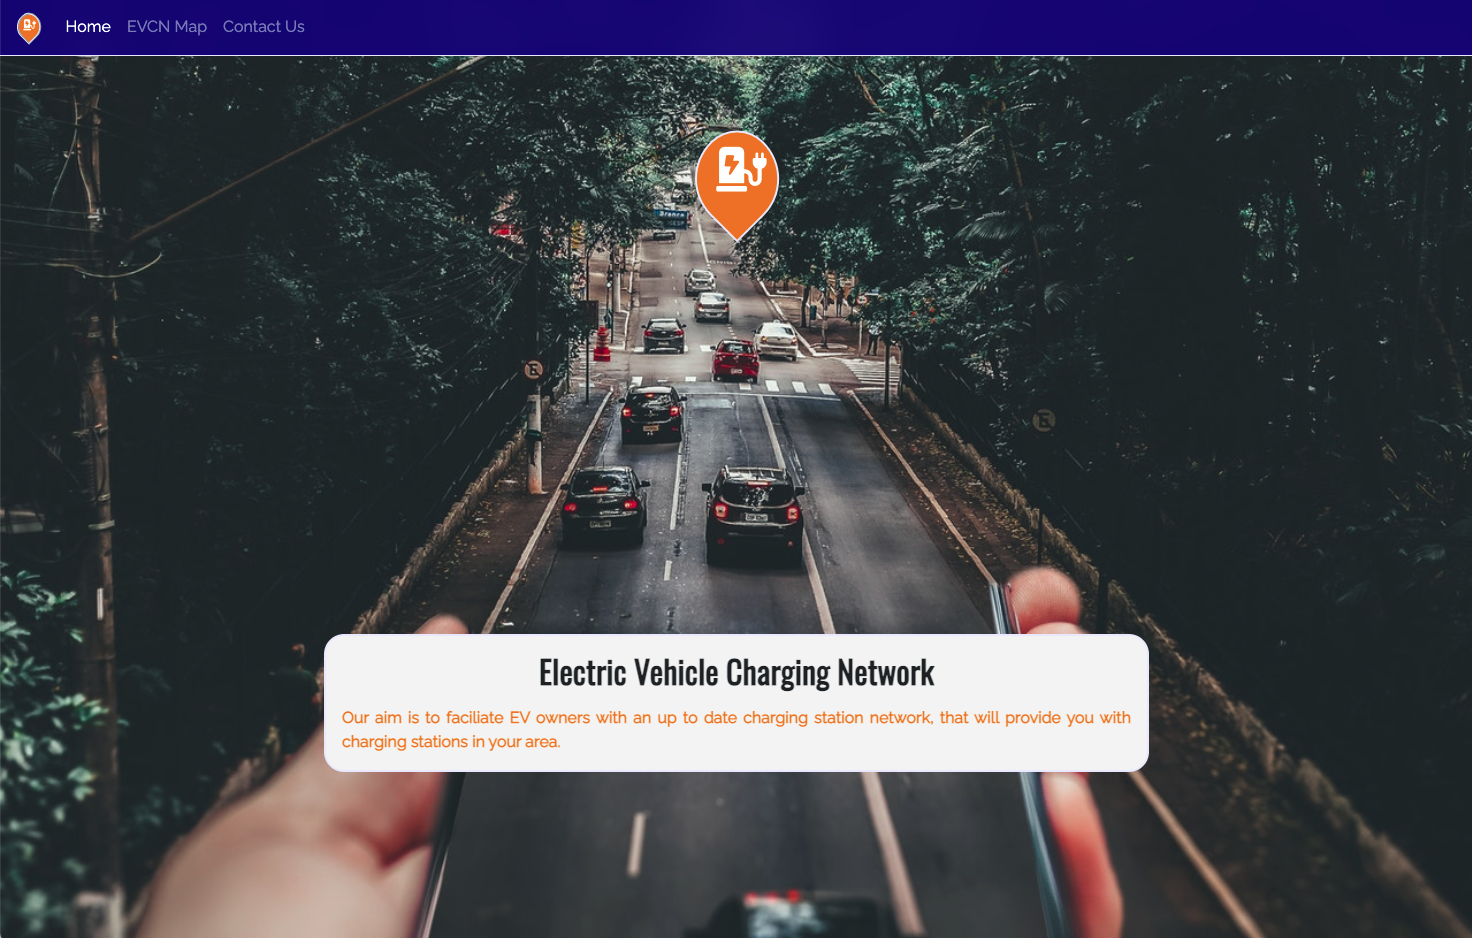 Home EVCN Map Contact Us
Electric Vehicle Charging Network
Our aim is to faciliate EV owners with an up to date charging station network, that will provide you with
charging stations in your area.